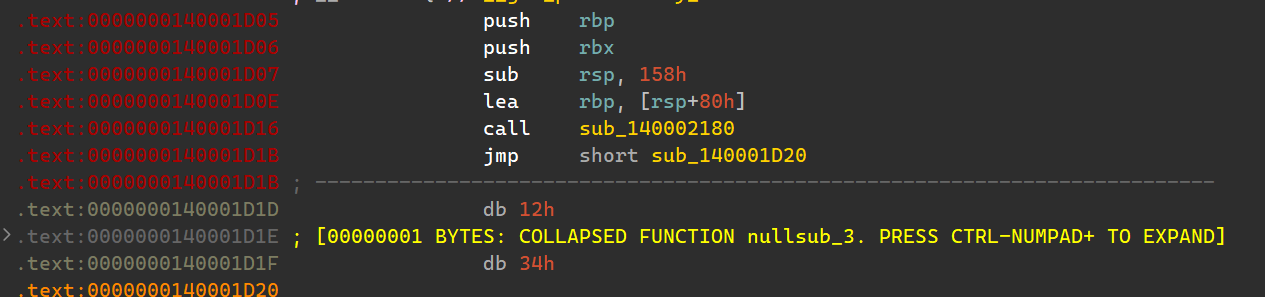 .text:0000000140001D05 push rbp
.text:0000000140001D06 push rbx
.text:0000000140001D07 sub rsp, 158h
.text:0000000140001D0E lea rbp, [rsp+80h]
.text:0000000140001D16 call sub_140002180
.text:0000000140001D1B jmp short sub_140001D20
.text:0000000140001D1B ; ---------------------------------------------------------------------------
.text:0000000140001D1D db 12h
.text:0000000140001D1E ; [00000001 BYTES: COLLAPSED FUNCTION nullsub_3. PRESS CTRL-NUMPAD+ TO EXPAND]
.text:0000000140001D1F db 34h
.text:0000000140001D20